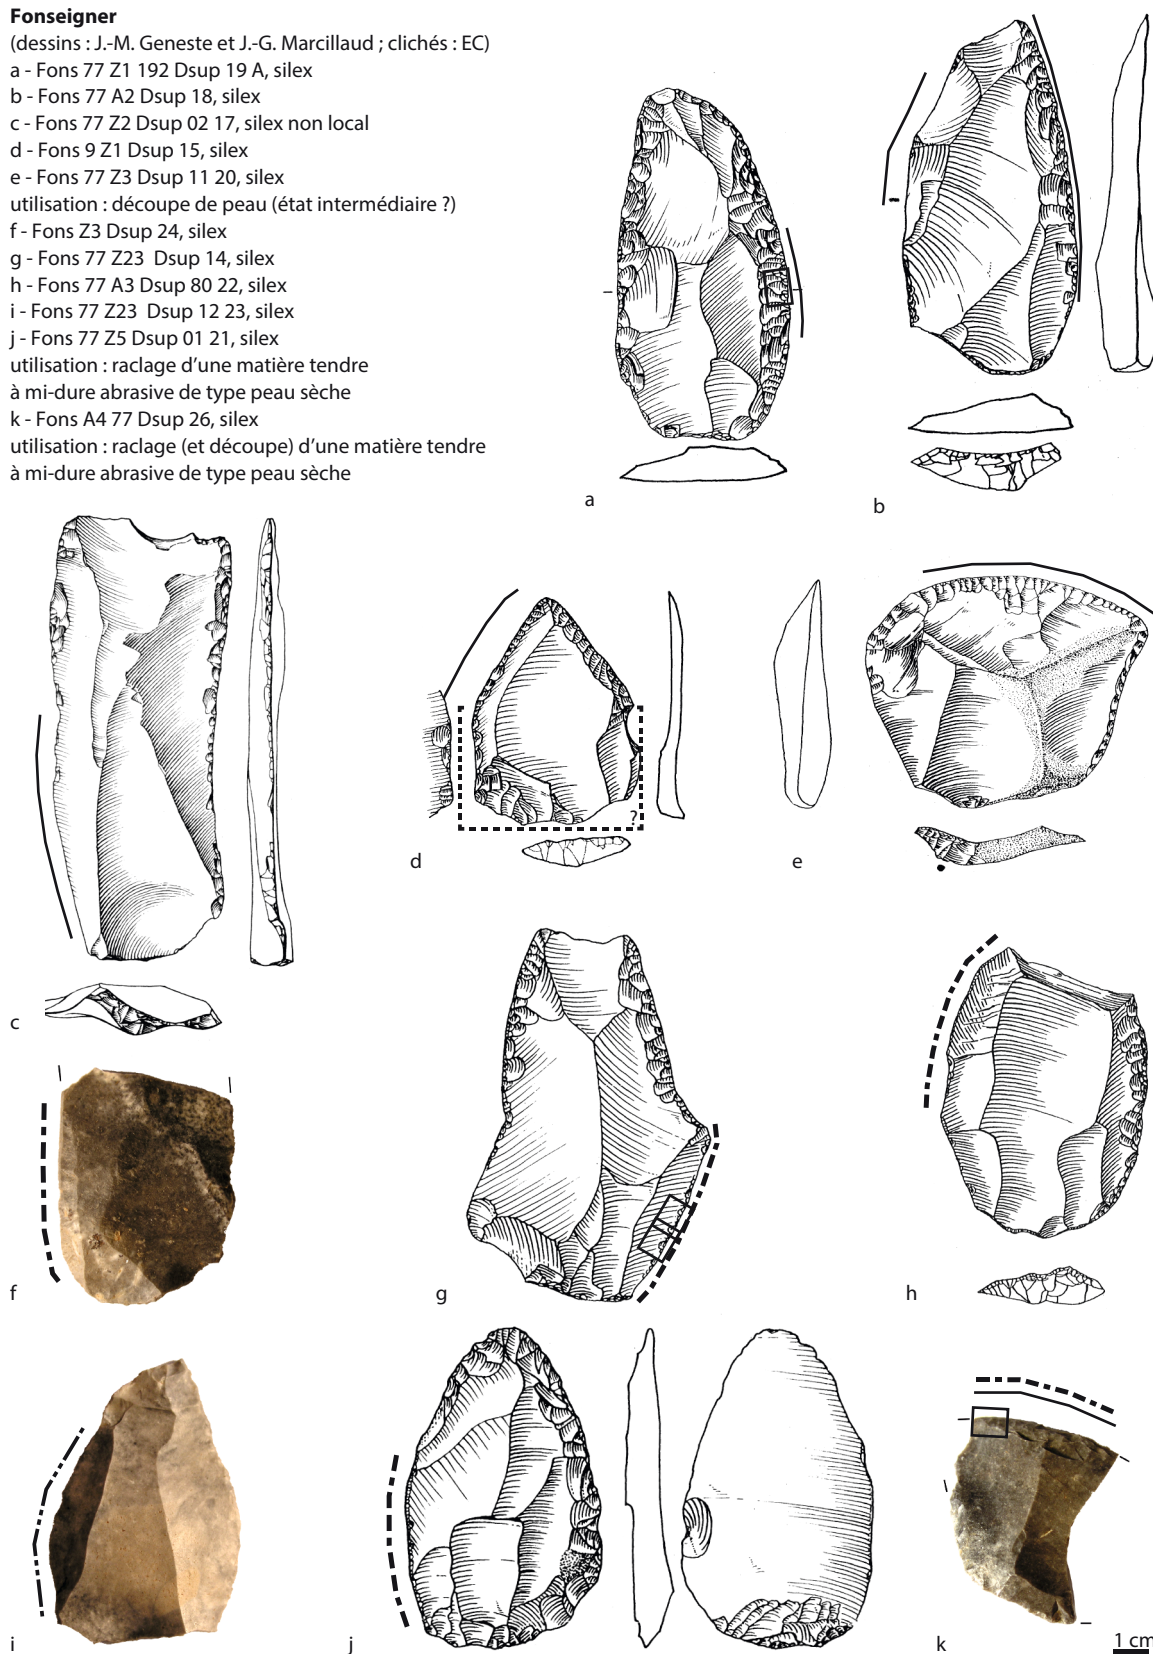 Fonseigner
(dessins : J.-M. Geneste et J.-G. Marcillaud ; clichés : EC)
a - Fons 77 Z1 192 Dsup 19 A, silex
b - Fons 77 A2 Dsup 18, silex
c - Fons 77 Z2 Dsup 02 17, silex non local
d - Fons 9 Z1 Dsup 15, silex
e - Fons 77 Z3 Dsup 11 20, silex
utilisation : découpe de peau (état intermédiaire ?)
f - Fons Z3 Dsup 24, silex
g - Fons 77 Z23 Dsup 14, silex
h - Fons 77 A3 Dsup 80 22, silex
i - Fons 77 Z23 Dsup 12 23, silex
j - Fons 77 Z5 Dsup 01 21, silex
utilisation : raclage d'une matière tendre
à mi-dure abrasive de type peau sèche
k - Fons A4 77 Dsup 26, silex
utilisation : raclage (et découpe) d'une matière tendre
à mi-dure abrasive de type peau sèche
a
b
?
d
e
c
f
g
h
i
j
k
1 cm